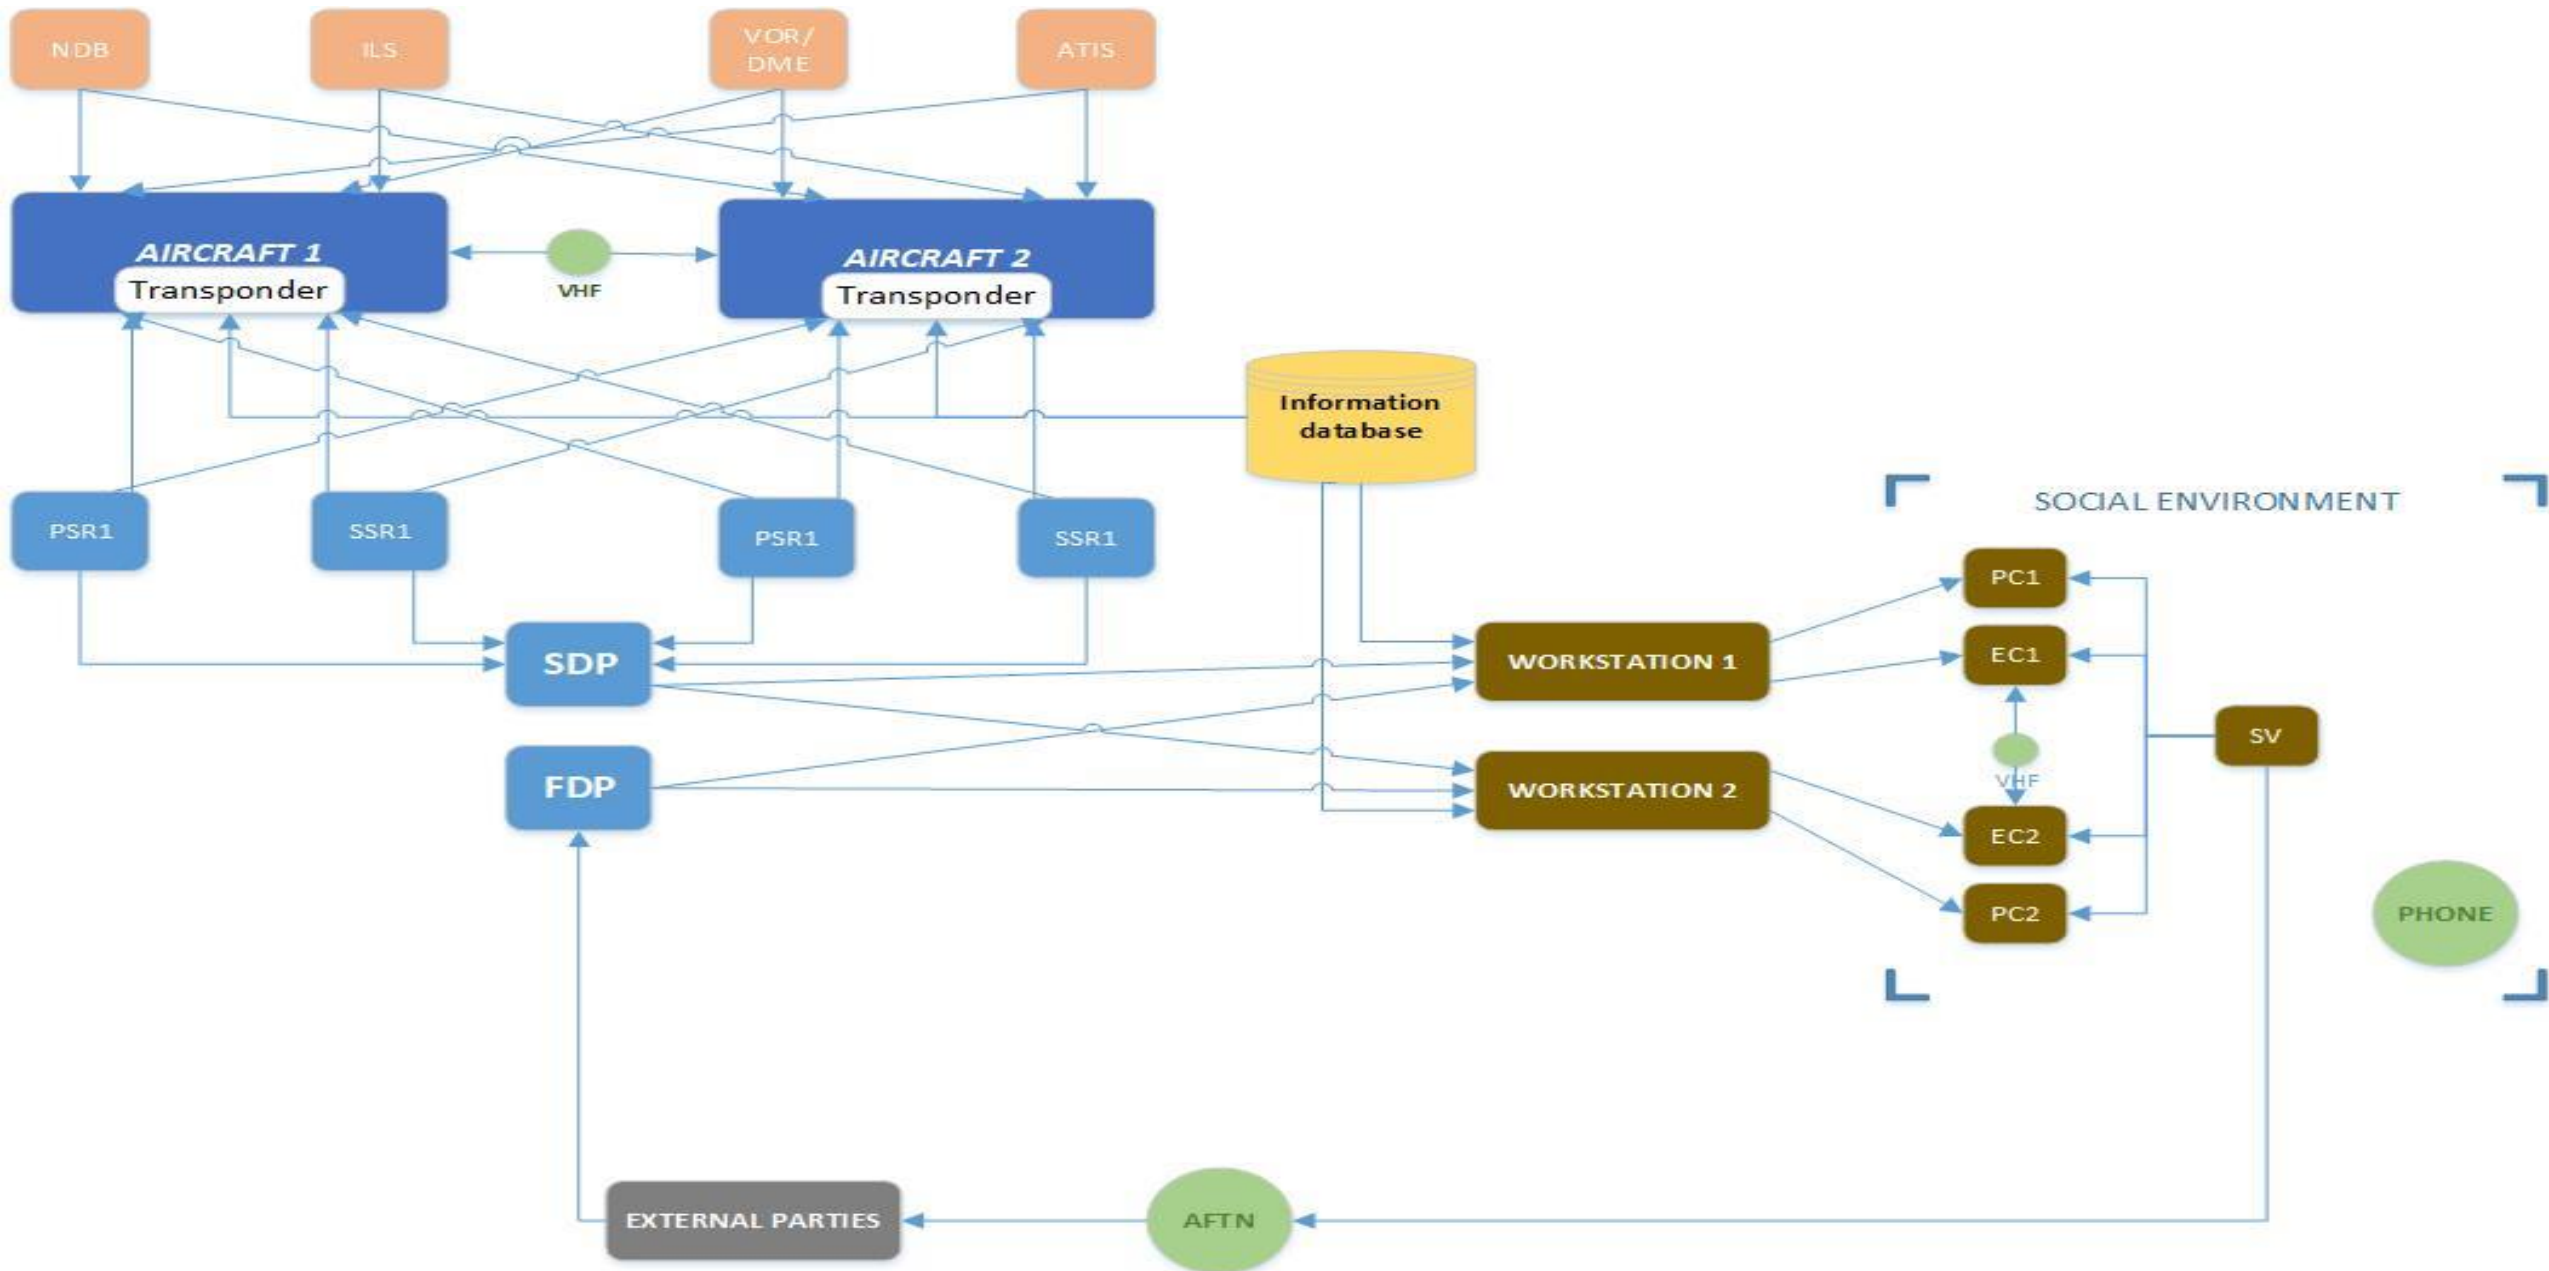 NDB
ILS
VOR/
DME
ATIS
AIRCRAFT 1
Transponder
VHF
AIRCRAFT 2
Transponder
Information
database
SOCIAL ENVIRONMENT
PSR1
SSR1
PSR1
SSR1
PC1
SDP
WORKSTATION 1
EC1
SV
FDP
WORKSTATION 2
VHF
EC2
PC2
PHONE
EXTERNAL PARTIES
AFTN